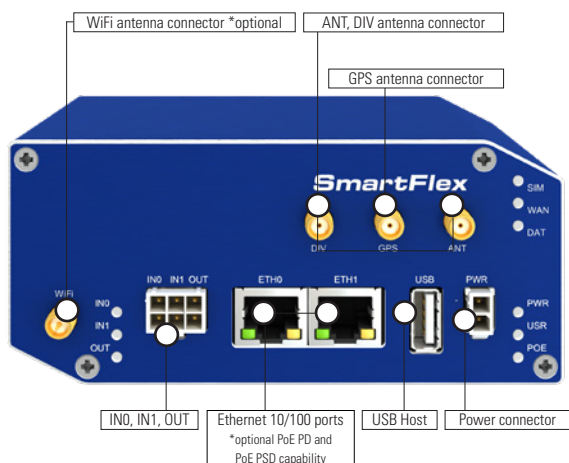 WiFi antenna connector *optional
ANT, DIV antenna connector
GPS antenna connector
SmartFlex
SIM
WAN
DAT
DIV
GPS
ANT
WiFi
IN0
IN1
OUT
IN0 IN1 OUT
ETH0
ETH1
USB
PWR
PWR
USR
POE
IN0, IN1, OUT
Ethernet 10/100 ports
*optional PoE PD and
PoE PSD capability
USB Host
Power connector